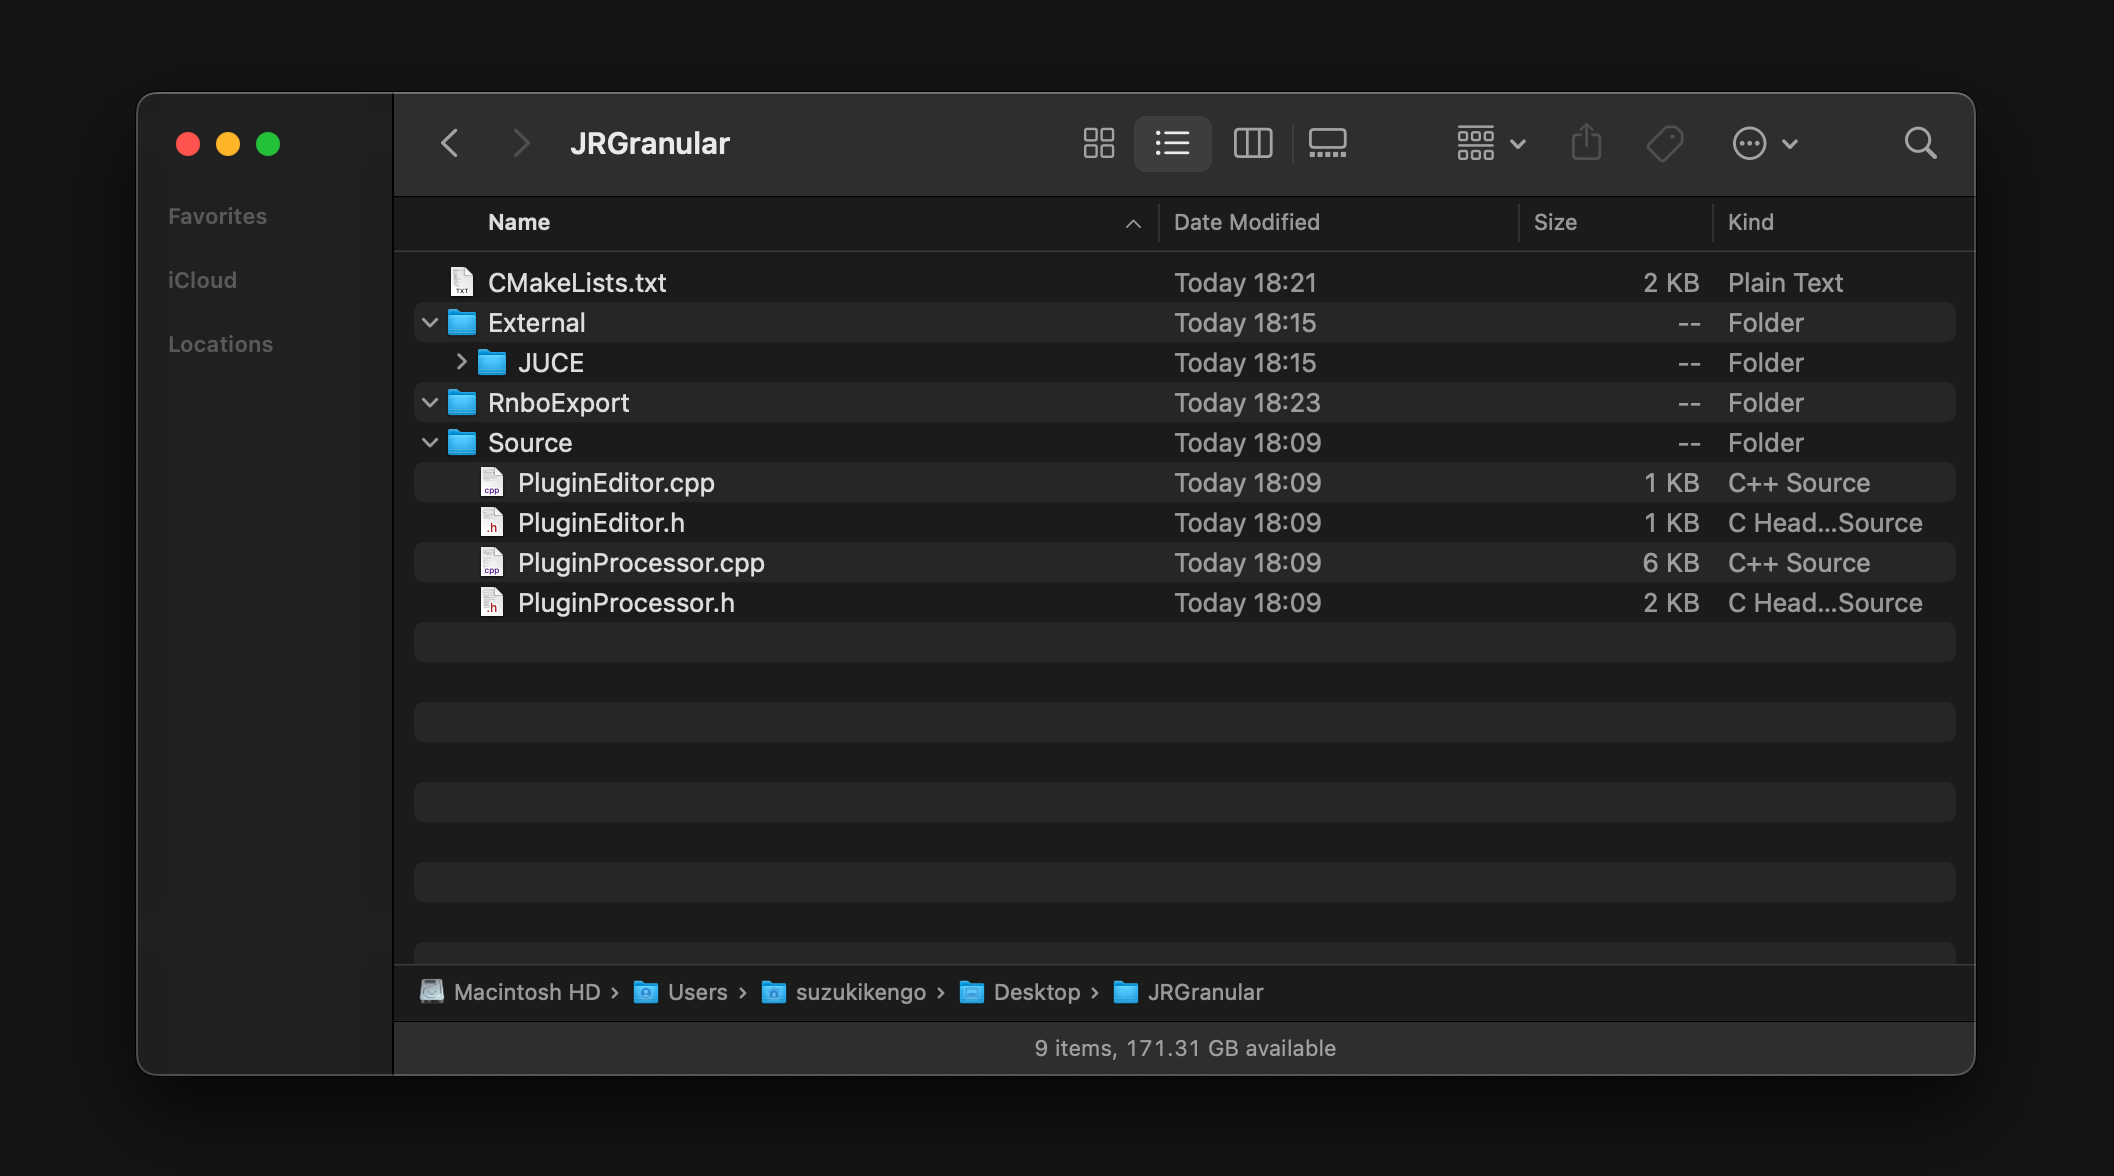 JRGranular
Favorites
iCloud
Locations
Name Date Modified Size Kind
CMakeLists.txt Today 18:21 2 KB Plain Text
External Today 18:15 -- Folder
JUCE Today 18:15 -- Folder
RnboExport Today 18:23 -- Folder
Source Today 18:09 -- Folder
PluginEditor.cpp Today 18:09 1 KB C++ Source
PluginEditor.h Today 18:09 1 KB C Head...Source
PluginProcessor.cpp Today 18:09 6 KB C++ Source
PluginProcessor.h Today 18:09 2 KB C Head...Source
Macintosh HD › Users › suzukikengo › Desktop › JRGranular
9 items, 171.31 GB available